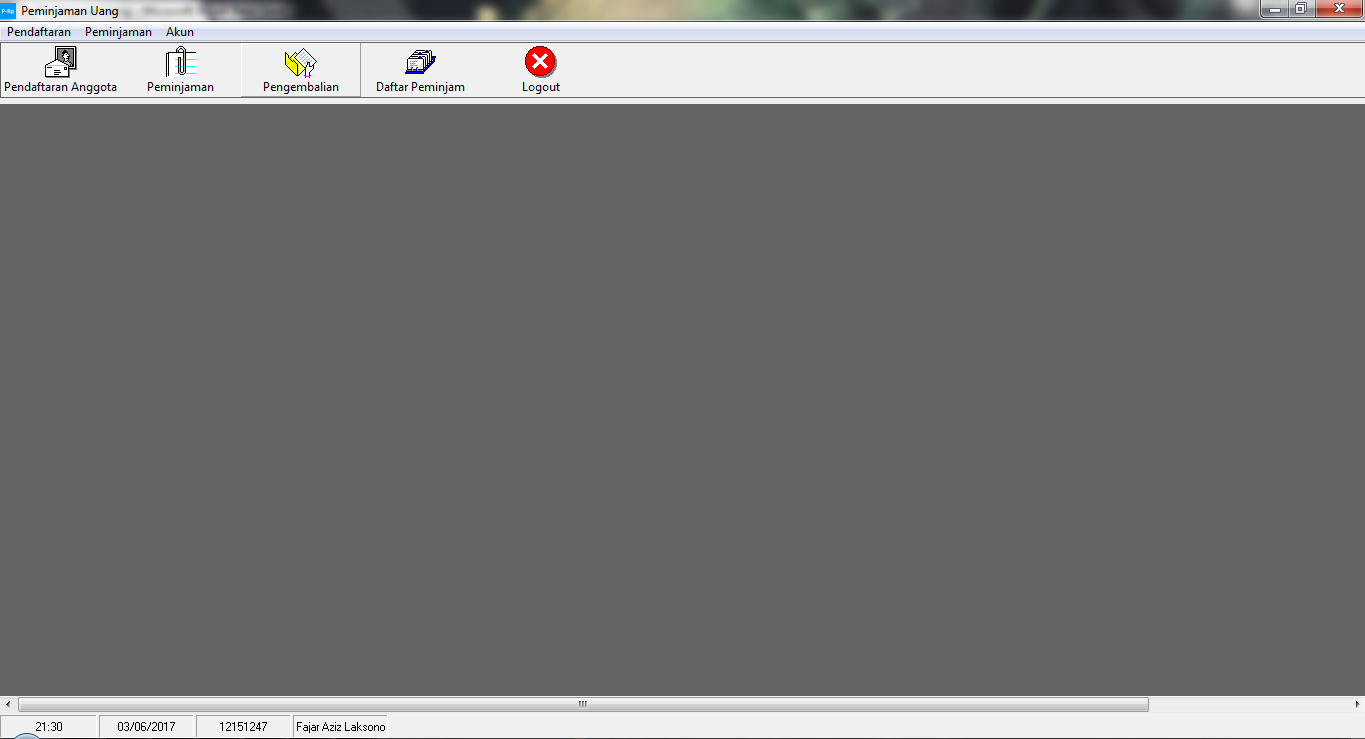 P-Rp Peminjaman Uang
Pendaftaran Peminjaman Akun
Pendaftaran Anggota Peminjaman Pengembalian Daftar Peminjam Logout
21:30 03/06/2017 12151247 Fajar Aziz Laksono